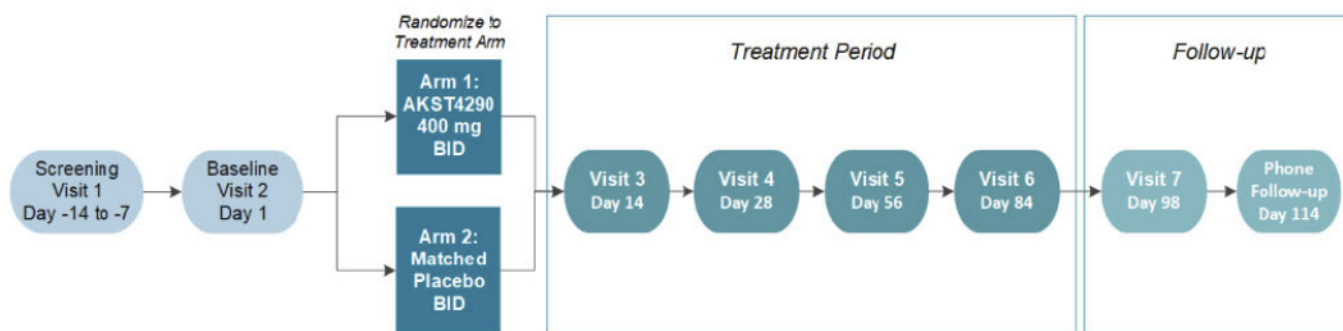 Randomize to
Treatment Arm
Treatment Period
Follow-up
Screening
Visit 1
Day -14 to -7
Baseline
Visit 2
Day 1
Arm 1:
AKST4290
400 mg
BID
Arm 2:
Matched
Placebo
BID
Visit 3
Day 14
Visit 4
Day 28
Visit 5
Day 56
Visit 6
Day 84
Visit 7
Day 98
Phone
Follow-up
Day 114